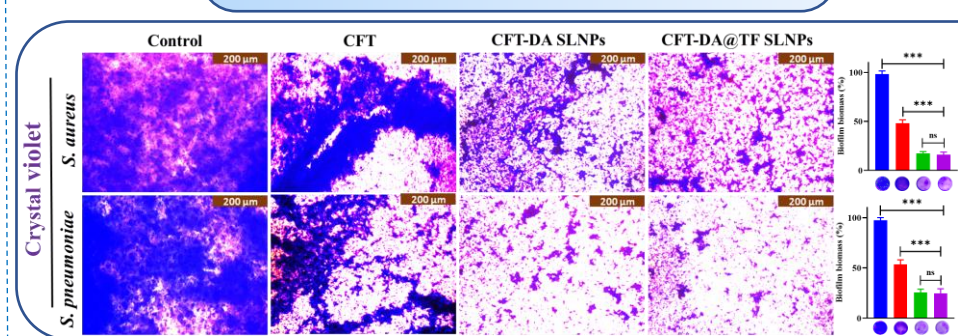 Control
CFT
CFT-DA SLNPs
CFT-DA@TF SLNPs
Crystal violet
S. aureus
200 µm
200 µm
200 µm
200 µm
Biofilm biomass (%)
100
50
0
***
***
ns
S. pneumoniae
200 µm
200 µm
200 µm
200 µm
Biofilm biomass (%)
100
50
0
***
***
ns